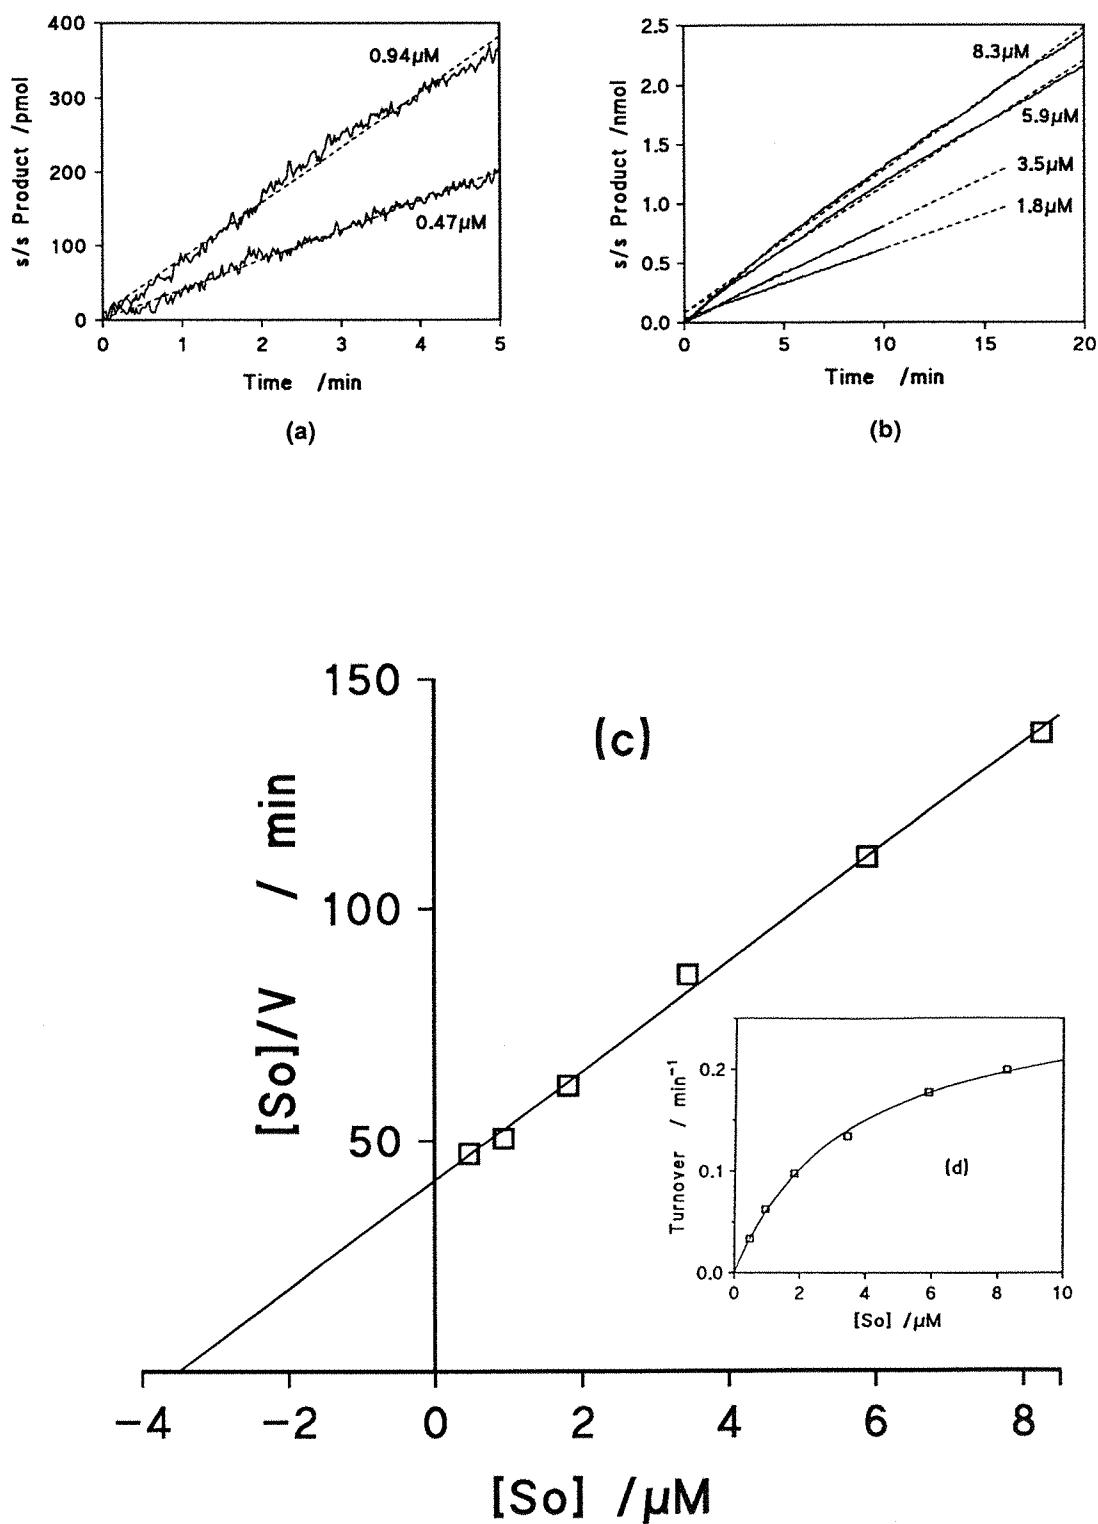 400
300
200
100
0
s/s Product /pmol
0.94µM
0.47µM
0 1 2 3 4 5
Time /min
(a)
2.5
2.0
1.5
1.0
0.5
0.0
s/s Product /nmol
8.3µM
5.9µM
3.5µM
1.8µM
0 5 10 15 20
Time /min
(b)
150
100
50
[So]/V / min
(c)
−4 −2 0 2 4 6 8
[So] /µM
0.2
0.1
0.0
Turnover / min⁻¹
(d)
0 2 4 6 8 10
[So] /µM